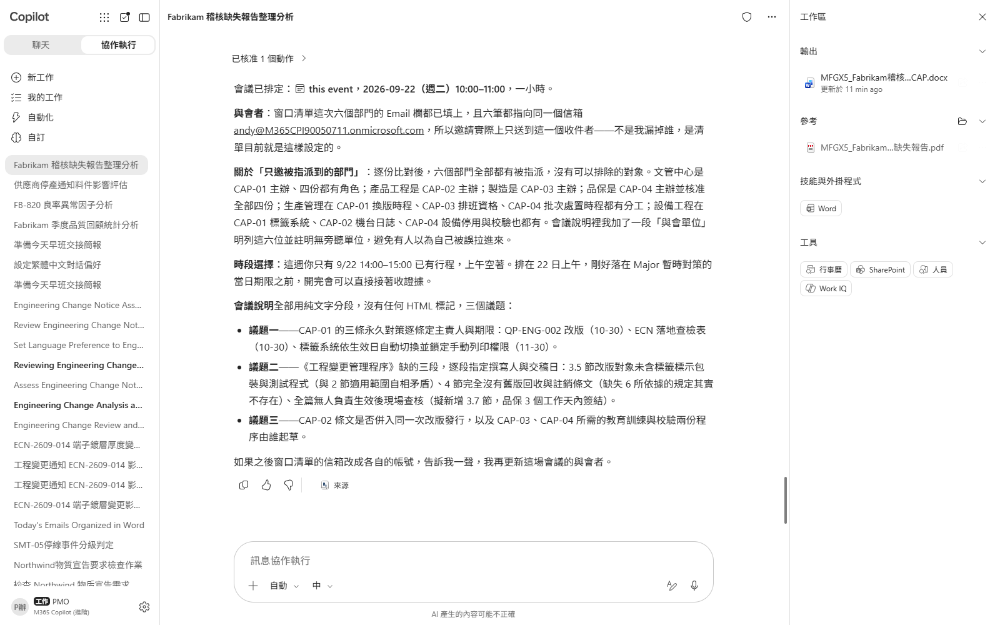 Copilot
聊天
協作執行
新工作
我的工作
自動化
自訂
Fabrikam 稽核缺失報告整理分析
供應商停產通知料件影響評估
FB-820 良率異常因子分析
Fabrikam 季度品質回顧統計分析
準備今天早班交接簡報
設定繁體中文對話偏好
準備今天早班交接簡報
Engineering Change Notice Ass...
Review Engineering Change Not...
Set Language Preference to Eng...
Reviewing Engineering Change...
Assess Engineering Change Not...
Engineering Change Analysis a...
Engineering Change Review and...
ECN-2609-014 端子鍍層厚度變...
工程變更通知 ECN-2609-014 影...
工程變更通知 ECN-2609-014 影...
ECN-2609-014 端子鍍層變更影...
Today's Emails Organized in Word
SMT-05停線事件分級判定
Northwind物質宣告要求檢查作業
檢查 Northwind 物質宣告要求
P辦
工作 PMO
M365 Copilot (進階)
Fabrikam 稽核缺失報告整理分析
已核准 1 個動作
會議已排定：this event，2026-09-22（週二）10:00–11:00，一小時。
與會者：窗口清單這次六個部門的 Email 欄都已填上，且六筆都指向同一個信箱
andy@M365CPI90050711.onmicrosoft.com，所以邀請實際上只送到這一個收件者——不是我漏掉誰，是清
單目前就是這樣設定的。
關於「只邀被指派到的部門」：逐份比對後，六個部門全部都有被指派，沒有可以排除的對象。文管中心是
CAP-01 主辦、四份都有角色；產品工程是 CAP-02 主辦；製造是 CAP-03 主辦；品保是 CAP-04 主辦並核准
全部四份；生產管理在 CAP-01 換版時程、CAP-03 排班資格、CAP-04 批次處置時程都有分工；設備工程在
CAP-01 標籤系統、CAP-02 機台日誌、CAP-04 設備停用與校驗也都有。會議說明裡我加了一段「與會單位」
明列這六位並註明無旁聽單位，避免有人以為自己被誤拉進來。
時段選擇：這週你只有 9/22 14:00–15:00 已有行程，上午空著。排在 22 日上午，剛好落在 Major 暫時對策的
當日期限之前，開完會可以直接接著收證據。
會議說明全部用純文字分段，沒有任何 HTML 標記，三個議題：
• 議題一——CAP-01 的三條永久對策逐條定主責人與期限：QP-ENG-002 改版（10-30）、ECN 落地查檢表
（10-30）、標籤系統依生效日自動切換並鎖定手動列印權限（11-30）。
• 議題二——《工程變更管理程序》缺的三段，逐段指定撰寫人與交稿日：3.5 節改版對象未含標籤標示包
裝與測試程式（與 2 節適用範圍自相矛盾）、4 節完全沒有舊版回收與註銷條文（缺失 6 所依據的規定其實
不存在）、全篇無人負責生效後現場查核（擬新增 3.7 節，品保 3 個工作天內簽結）。
• 議題三——CAP-02 條文是否併入同一次改版發行，以及 CAP-03、CAP-04 所需的教育訓練與校驗兩份程
序由誰起草。
如果之後窗口清單的信箱改成各自的帳號，告訴我一聲，我再更新這場會議的與會者。
來源
訊息協作執行
自動
中
AI 產生的內容可能不正確
工作區
輸出
MFGX5_Fabrikam稽核...CAP.docx
更新於 11 min ago
參考
MFGX5_Fabrikam...缺失報告.pdf
技能與外掛程式
Word
工具
行事曆
SharePoint
人員
Work IQ